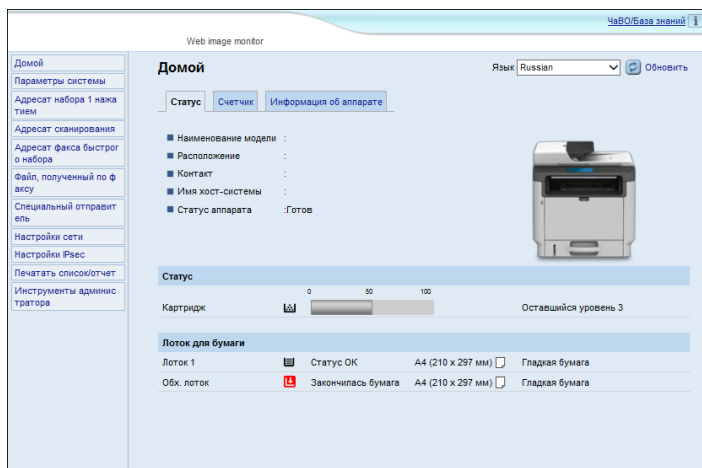 ЧаВО/База знаний
Web image monitor
Домой
Параметры системы
Адресат набора 1 нажа
тием
Адресат сканирования
Адресат факса быстрог
о набора
Файл, полученный по ф
аксу
Специальный отправит
ель
Настройки сети
Настройки IPsec
Печатать список/отчет
Инструменты админис
тратора
Домой
Язык Russian Обновить
Статус Счетчик Информация об аппарате
Наименование модели :
Расположение :
Контакт :
Имя хост-системы :
Статус аппарата :Готов
Статус
0 50 100
Картридж Оставшийся уровень 3
Лоток для бумаги
Лоток 1 Статус ОК A4 (210 x 297 мм) Гладкая бумага
Обх. лоток Закончилась бумага A4 (210 x 297 мм) Гладкая бумага